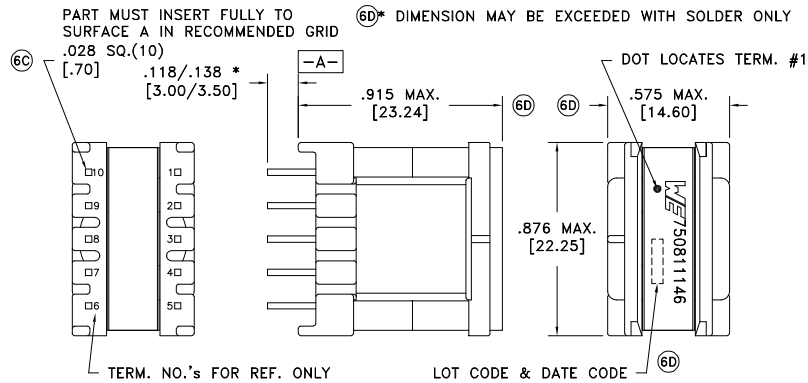 PART MUST INSERT FULLY TO
SURFACE A IN RECOMMENDED GRID
6D* DIMENSION MAY BE EXCEEDED WITH SOLDER ONLY
6C
.028 SQ.(10)
[.70]
.118/.138 *
[3.00/3.50]
-A-
.915 MAX.
[23.24]
6D
6D
.575 MAX.
[14.60]
DOT LOCATES TERM. #1
10 1
9 2
8 3
7 4
6 5
.876 MAX.
[22.25]
WE 750811146
TERM. NO.'s FOR REF. ONLY
LOT CODE & DATE CODE
6D